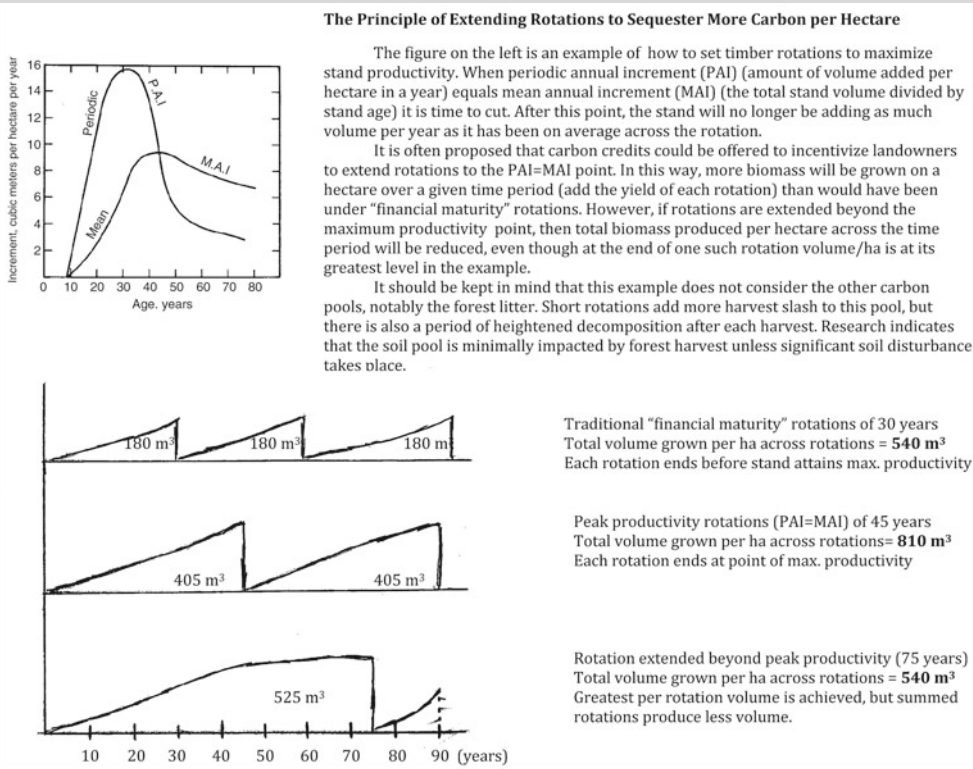 The Principle of Extending Rotations to Sequester More Carbon per Hectare
The figure on the left is an example of how to set timber rotations to maximize
stand productivity. When periodic annual increment (PAI) (amount of volume added per
hectare in a year) equals mean annual increment (MAI) (the total stand volume divided by
stand age) it is time to cut. After this point, the stand will no longer be adding as much
volume per year as it has been on average across the rotation.
It is often proposed that carbon credits could be offered to incentivize landowners
to extend rotations to the PAI=MAI point. In this way, more biomass will be grown on a
hectare over a given time period (add the yield of each rotation) than would have been
under “financial maturity” rotations. However, if rotations are extended beyond the
maximum productivity point, then total biomass produced per hectare across the time
period will be reduced, even though at the end of one such rotation volume/ha is at its
greatest level in the example.
It should be kept in mind that this example does not consider the other carbon
pools, notably the forest litter. Short rotations add more harvest slash to this pool, but
there is also a period of heightened decomposition after each harvest. Research indicates
that the soil pool is minimally impacted by forest harvest unless significant soil disturbance
takes place.
Increment, cubic meters per hectare per year
16
14
12
10
8
6
4
2
Periodic
P.A.I
Mean
M.A.I
0 10 20 30 40 50 60 70 80
Age. years
180 m³ 180 m³ 180 m
Traditional “financial maturity” rotations of 30 years
Total volume grown per ha across rotations = 540 m³
Each rotation ends before stand attains max. productivity
405 m³ 405 m³
Peak productivity rotations (PAI=MAI) of 45 years
Total volume grown per ha across rotations= 810 m³
Each rotation ends at point of max. productivity
525 m³
Rotation extended beyond peak productivity (75 years)
Total volume grown per ha across rotations = 540 m³
Greatest per rotation volume is achieved, but summed
rotations produce less volume.
10 20 30 40 50 60 70 80 90 (years)